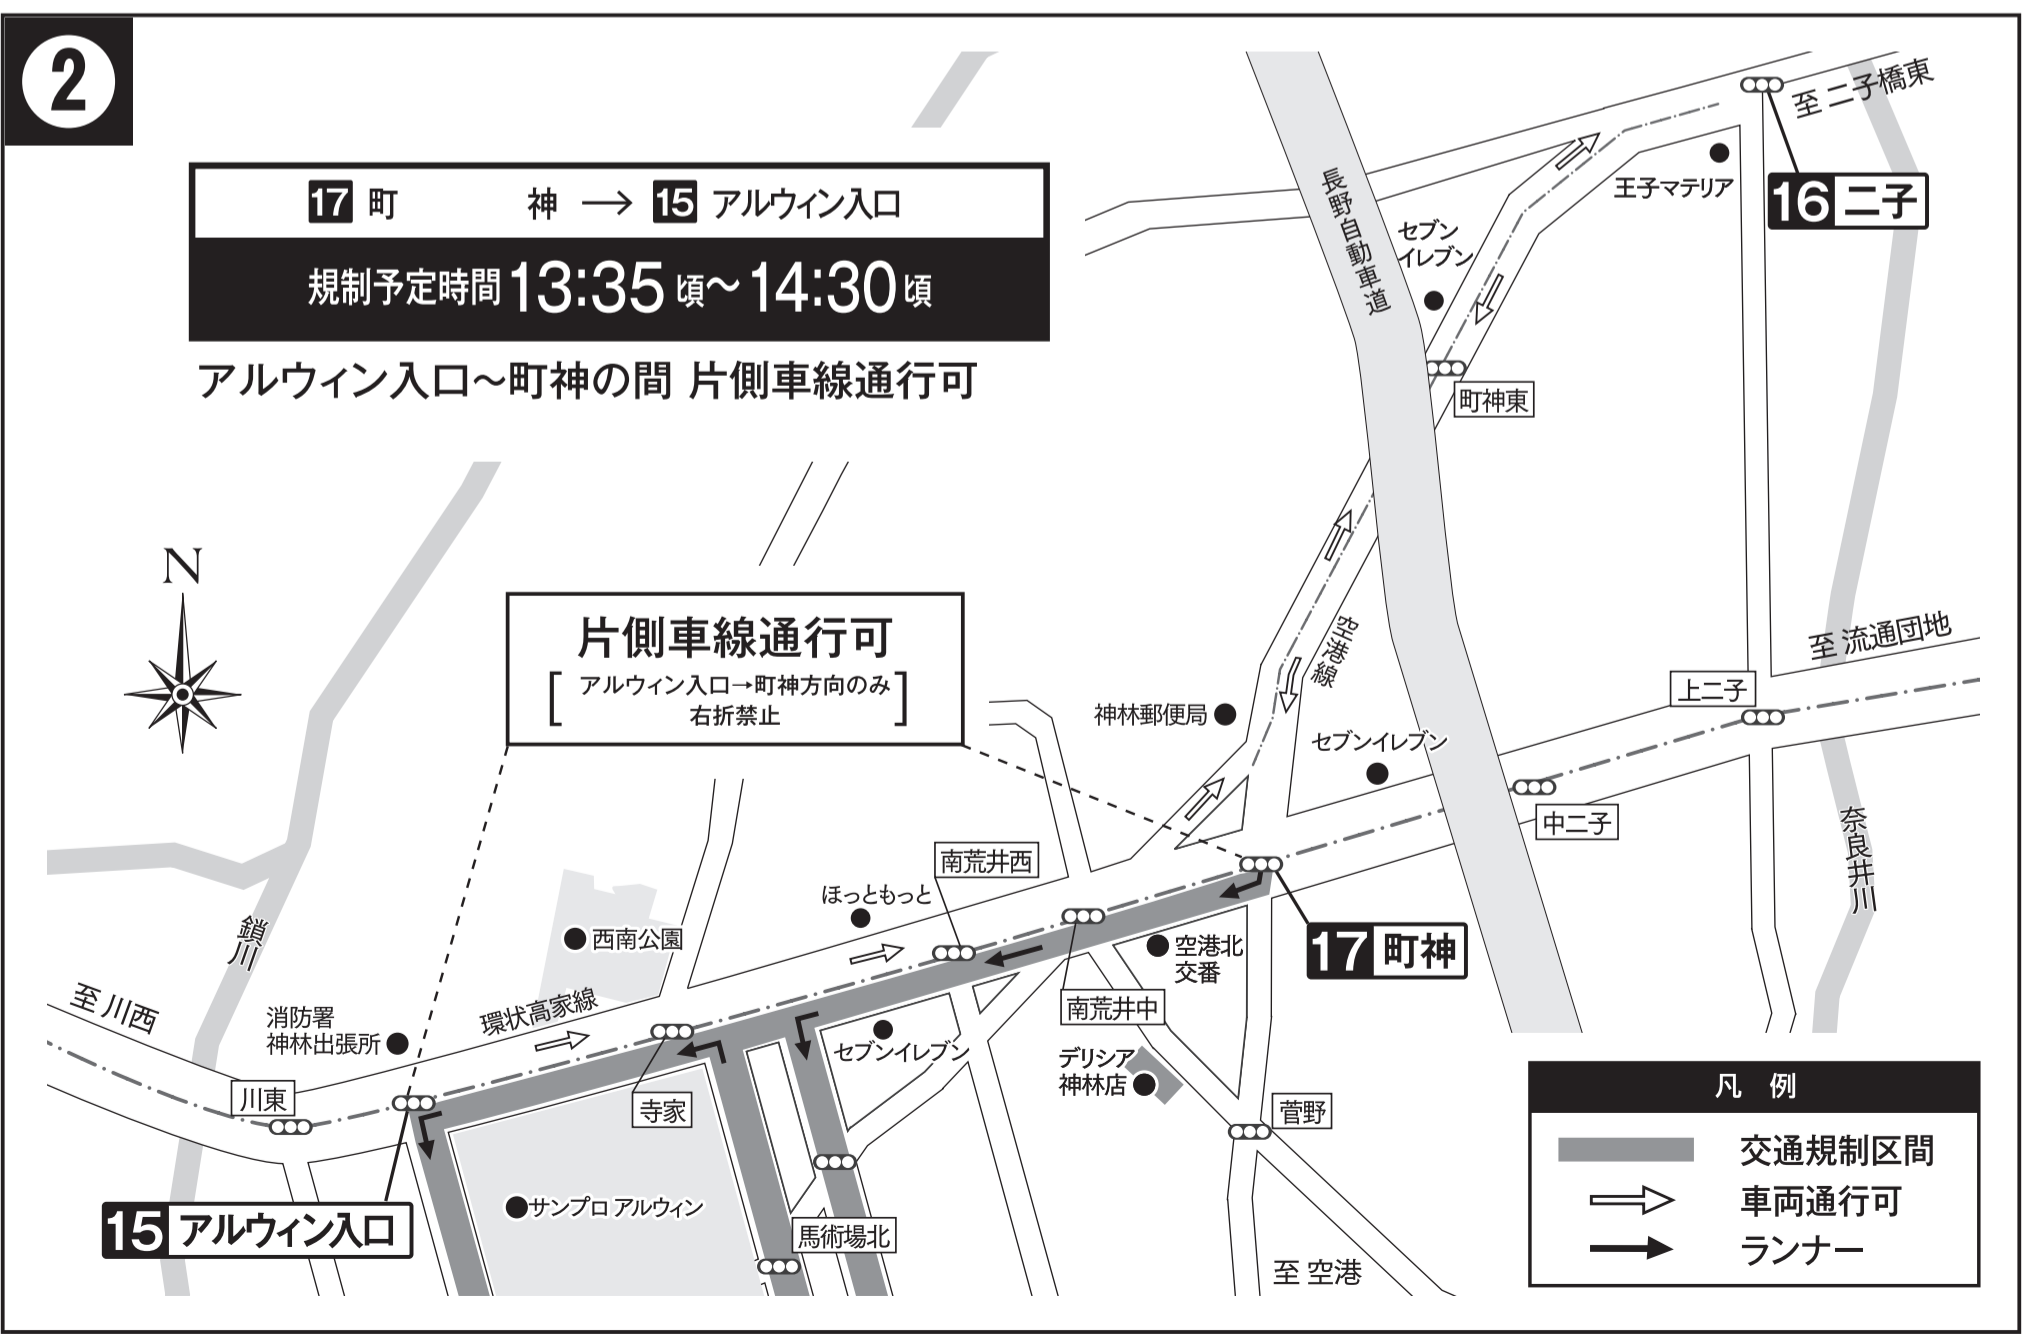 2
17 町 神 → 15 アルウィン入口
規制予定時間 13:35 頃〜14:30 頃
アルウィン入口〜町神の間 片側車線通行可
N
片側車線通行可
[アルウィン入口→町神方向のみ
右折禁止]
至 二子橋東
王子マテリア
16 二子
長野自動車道
セブン
イレブン
町神東
空港線
至 流通団地
上二子
神林郵便局
セブンイレブン
中二子
奈良井川
南荒井西
ほっともっと
西南公園
鎖川
17 町神
空港北
交番
至 川西
消防署
神林出張所
環状高家線
南荒井中
セブンイレブン
デリシア
神林店
川東
寺家
菅野
15 アルウィン入口
サンプロ アルウィン
馬術場北
至 空港
凡 例
交通規制区間
車両通行可
ランナー